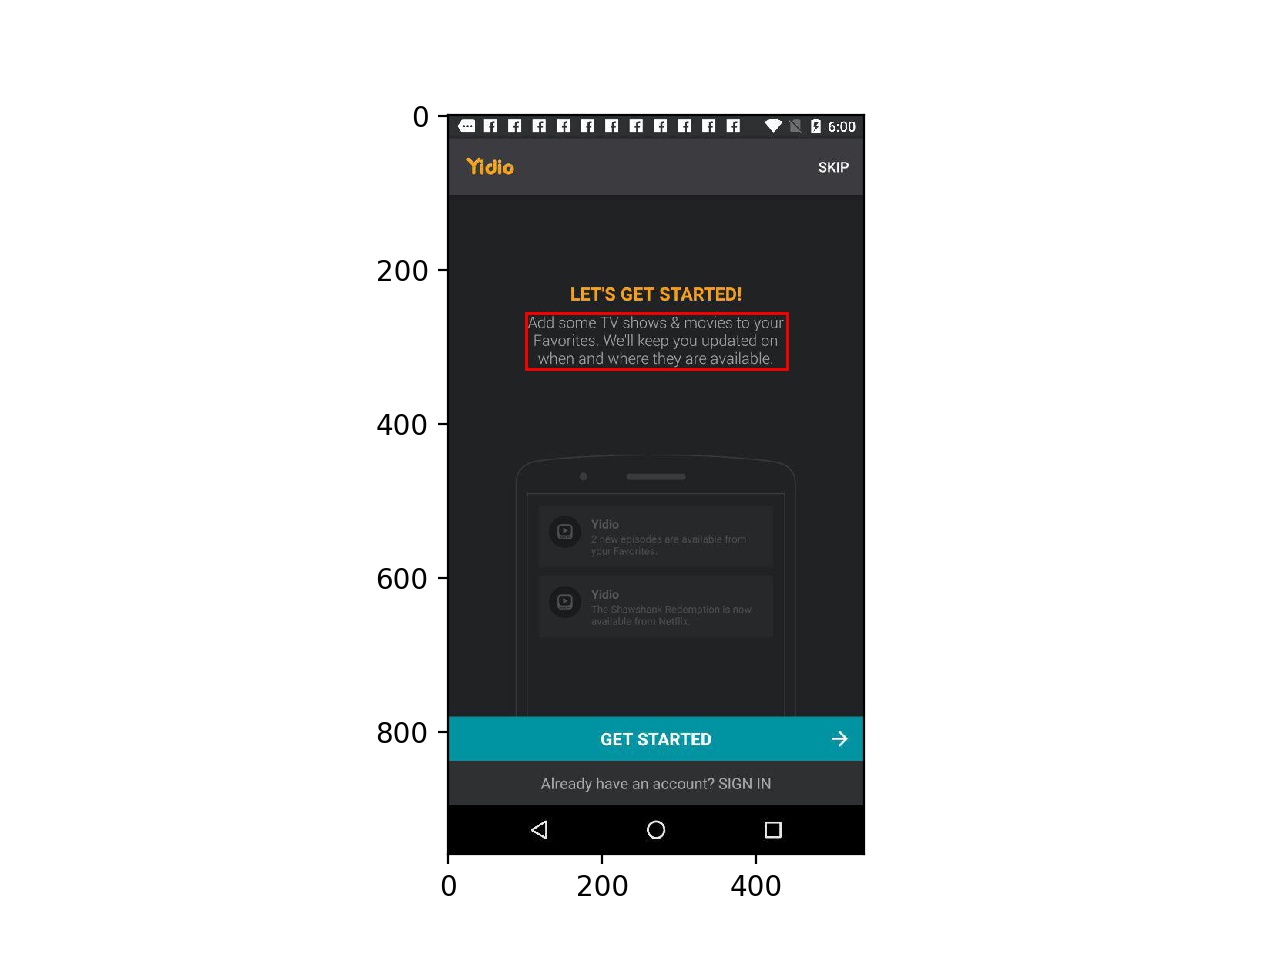 0
200
400
600
800
0
200
400
6:00
Yidio
SKIP
LET'S GET STARTED!
Add some TV shows & movies to your
Favorites. We'll keep you updated on
when and where they are available.
Yidio
2 new episodes are available from
your Favorites.
Yidio
The Shawshank Redemption is now
available from Netflix.
GET STARTED
Already have an account? SIGN IN